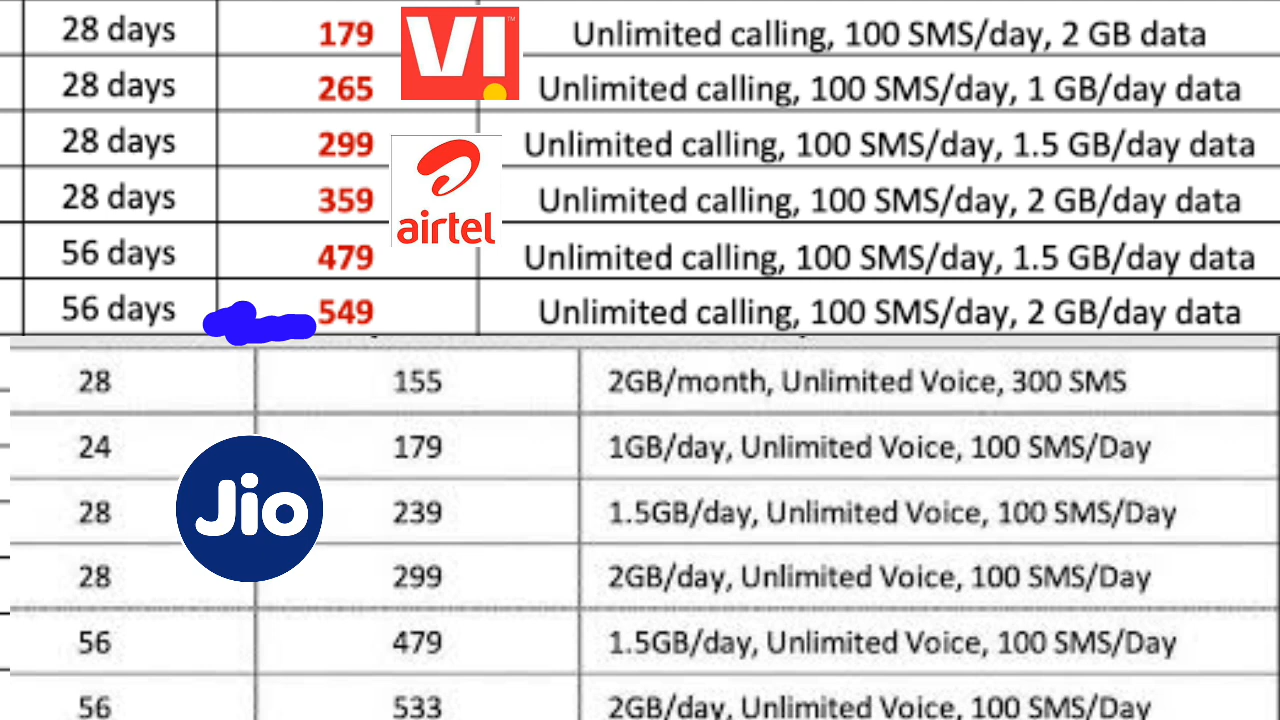 28 days 179 VI™ Unlimited calling, 100 SMS/day, 2 GB data
28 days 265 Unlimited calling, 100 SMS/day, 1 GB/day data
28 days 299 Unlimited calling, 100 SMS/day, 1.5 GB/day data
28 days 359 airtel Unlimited calling, 100 SMS/day, 2 GB/day data
56 days 479 Unlimited calling, 100 SMS/day, 1.5 GB/day data
56 days 549 Unlimited calling, 100 SMS/day, 2 GB/day data
28 155 2GB/month, Unlimited Voice, 300 SMS
24 179 1GB/day, Unlimited Voice, 100 SMS/Day
28 Jio 239 1.5GB/day, Unlimited Voice, 100 SMS/Day
28 299 2GB/day, Unlimited Voice, 100 SMS/Day
56 479 1.5GB/day, Unlimited Voice, 100 SMS/Day
56 533 2GB/day, Unlimited Voice, 100 SMS/Day